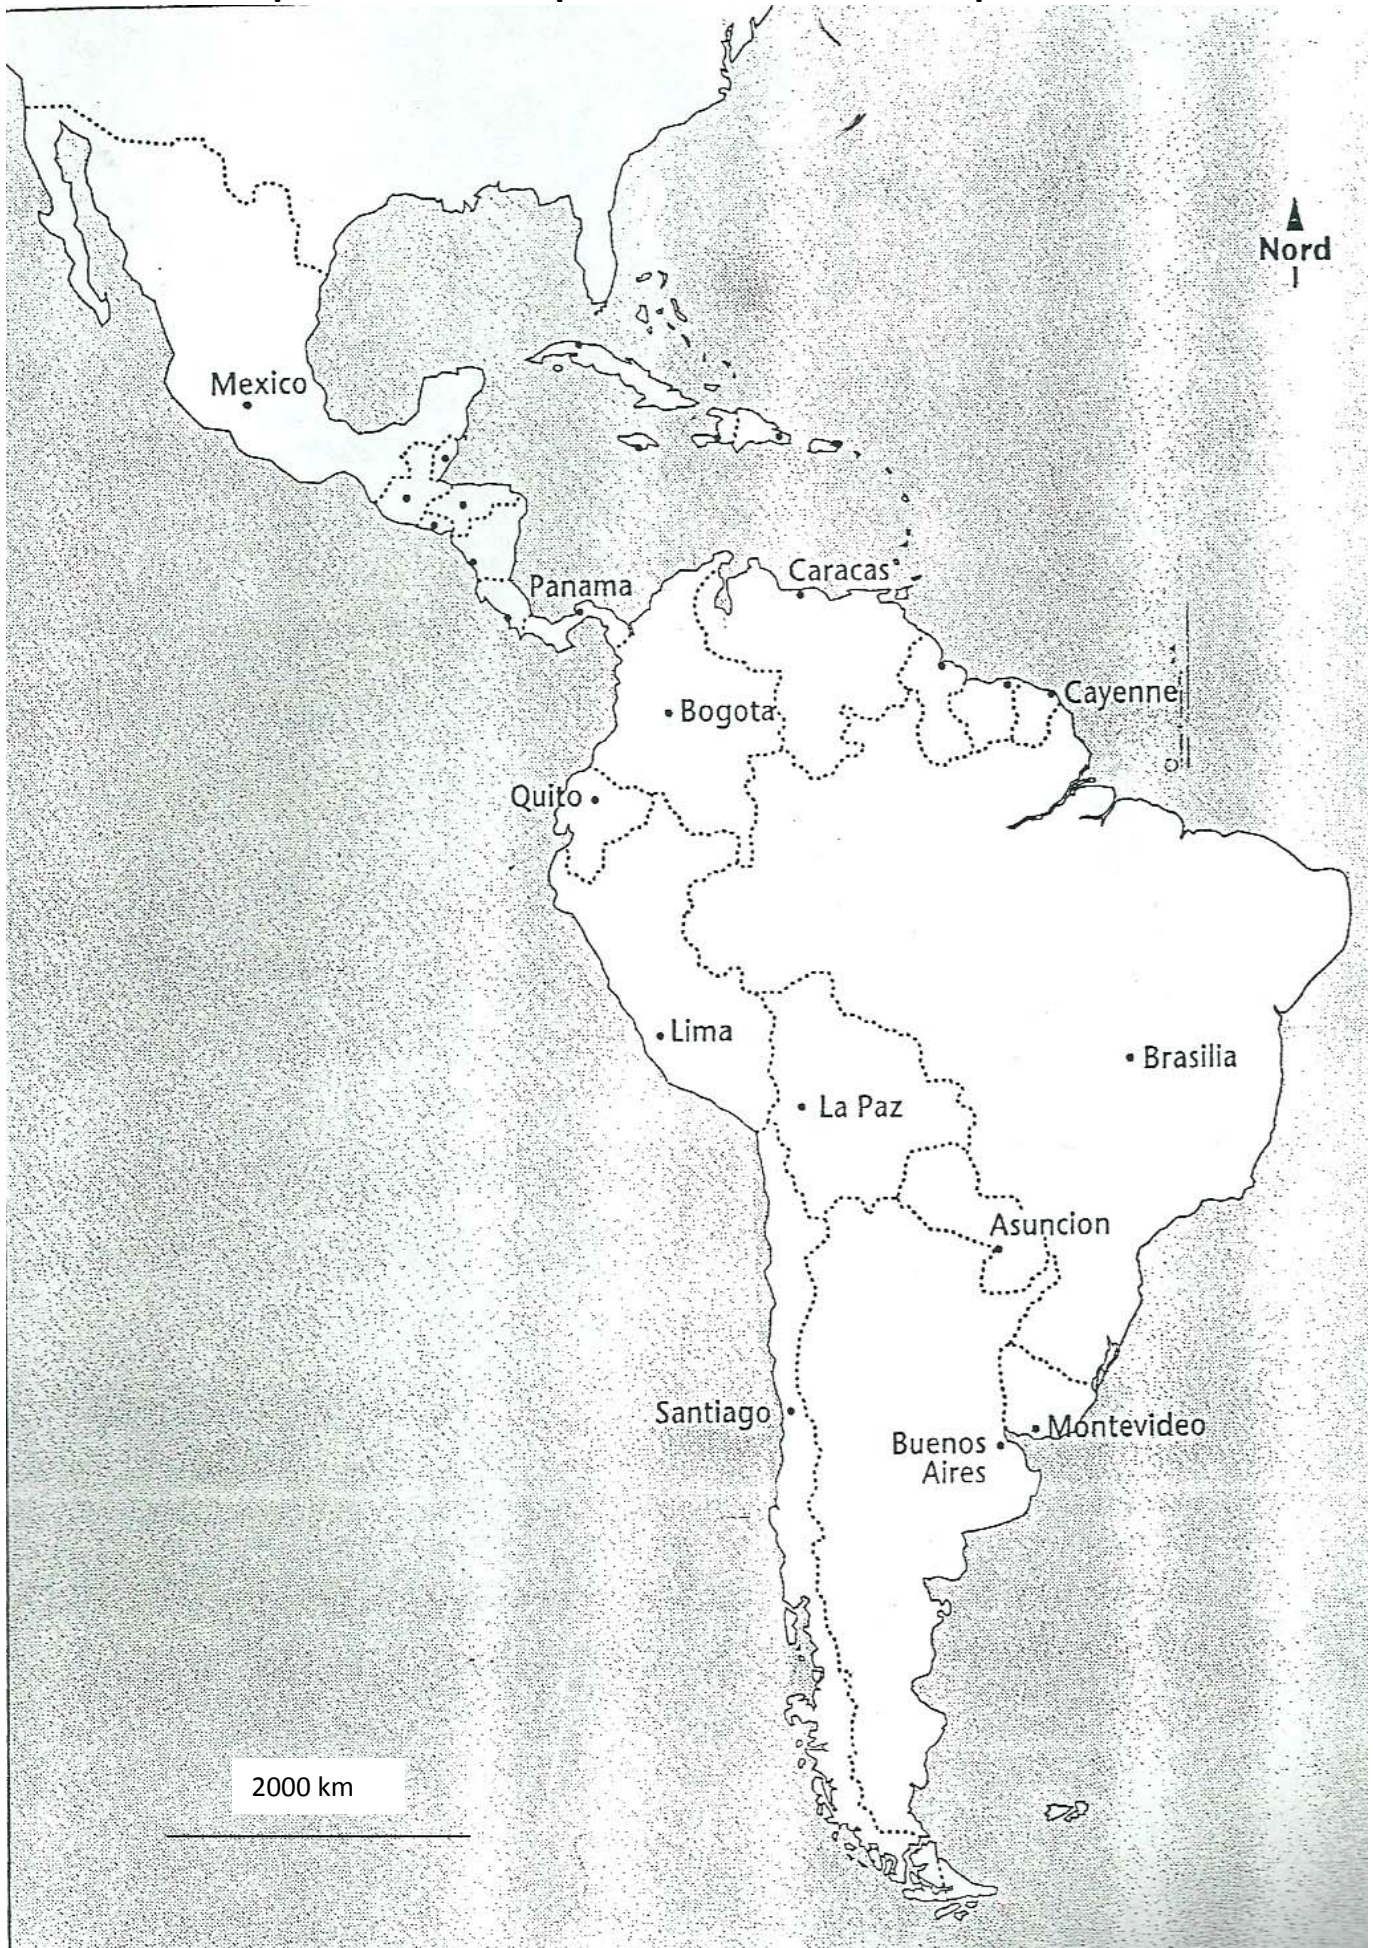 Nord
Mexico
Panama
Caracas
Cayenne
Bogota
Quito
Lima
Brasilia
La Paz
Asuncion
Santiago
Montevideo
Buenos
Aires
2000 km